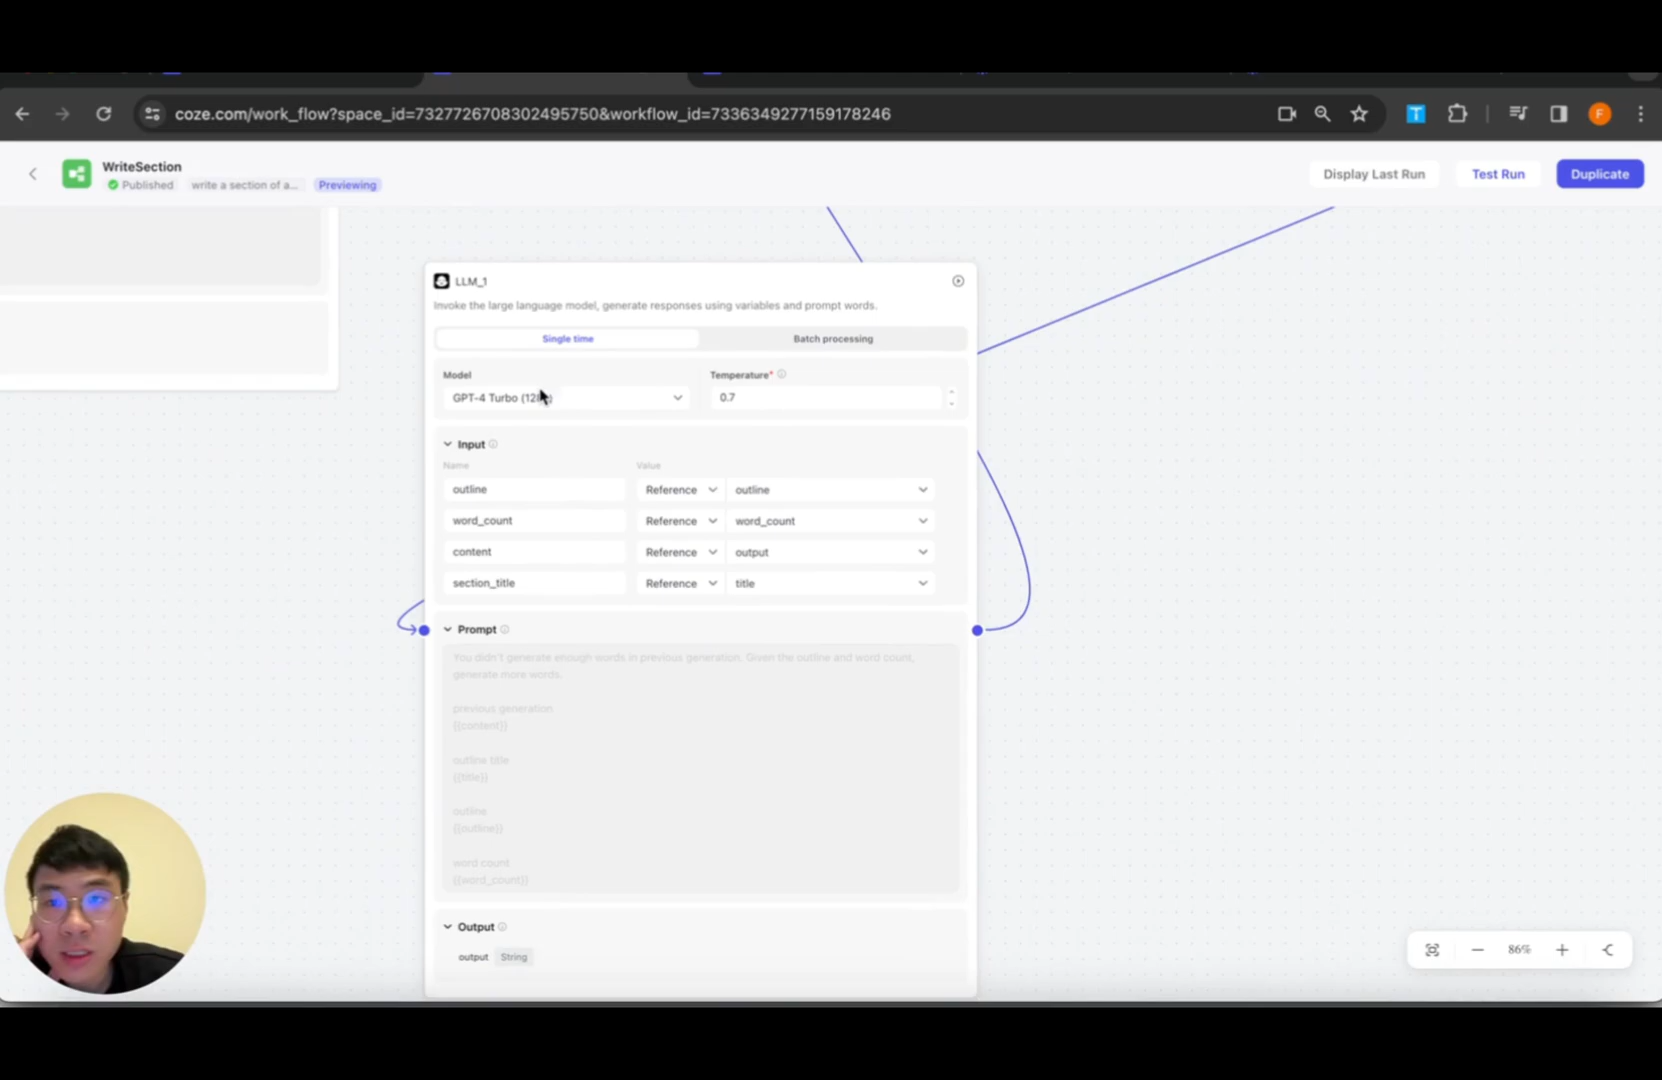 coze.com/work_flow?space_id=7327726708302495750&workflow_id=7336349277159178246
T
F
WriteSection
Published write a section of a... Previewing
Display Last Run Test Run Duplicate
LLM_1
Invoke the large language model, generate responses using variables and prompt words.
Single time Batch processing
Model Temperature*
GPT-4 Turbo 0.7
Input
Name Value
outline Reference outline
word_count Reference word_count
content Reference output
section_title Reference title
Prompt
You didn't generate enough words in previous generation. Given the outline and word count,
generate more words.
previous generation
{{content}}
outline title
{{title}}
outline
{{outline}}
word count
{{word_count}}
Output
output String
86%